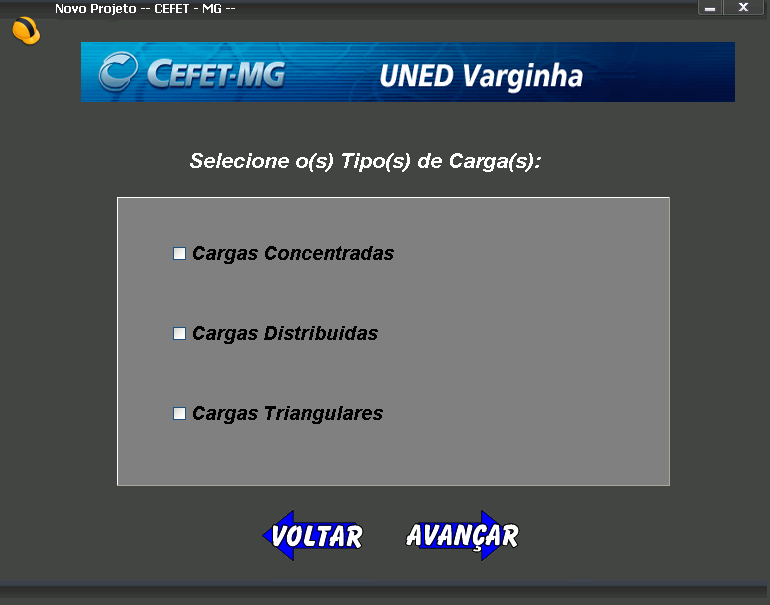 Novo Projeto -- CEFET - MG --
CEFET-MG UNED Varginha
Selecione o(s) Tipo(s) de Carga(s):
Cargas Concentradas
Cargas Distribuidas
Cargas Triangulares
VOLTAR AVANÇAR